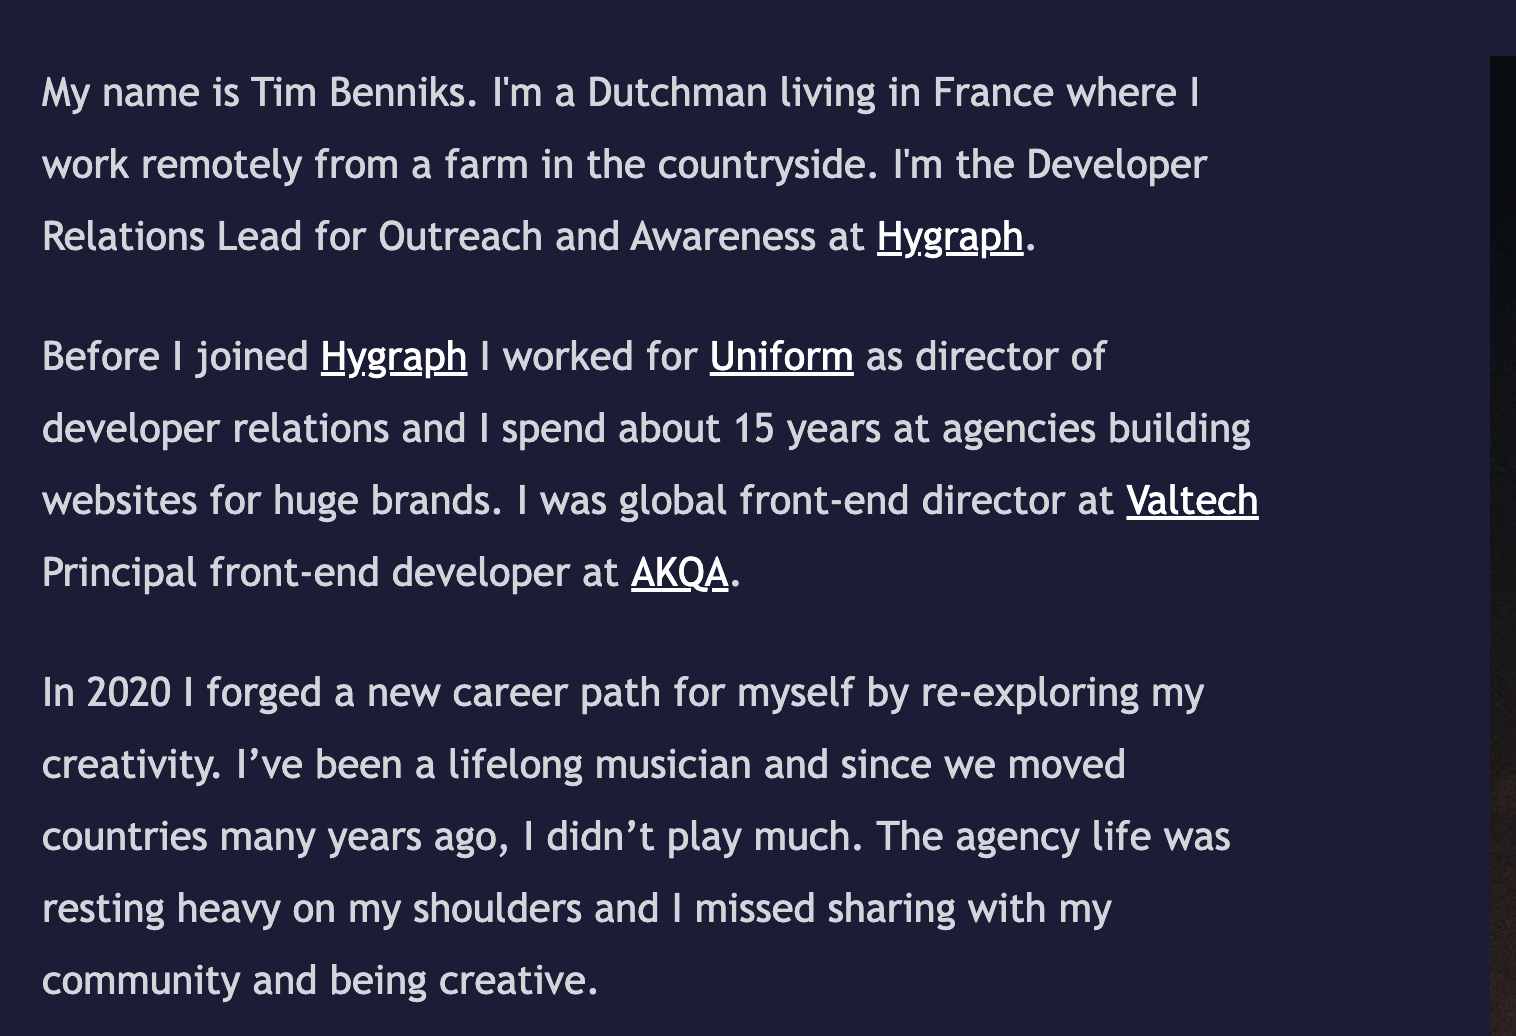 My name is Tim Benniks. I'm a Dutchman living in France where I
work remotely from a farm in the countryside. I'm the Developer
Relations Lead for Outreach and Awareness at Hygraph.
Before I joined Hygraph I worked for Uniform as director of
developer relations and I spend about 15 years at agencies building
websites for huge brands. I was global front-end director at Valtech
Principal front-end developer at AKQA.
In 2020 I forged a new career path for myself by re-exploring my
creativity. I’ve been a lifelong musician and since we moved
countries many years ago, I didn’t play much. The agency life was
resting heavy on my shoulders and I missed sharing with my
community and being creative.